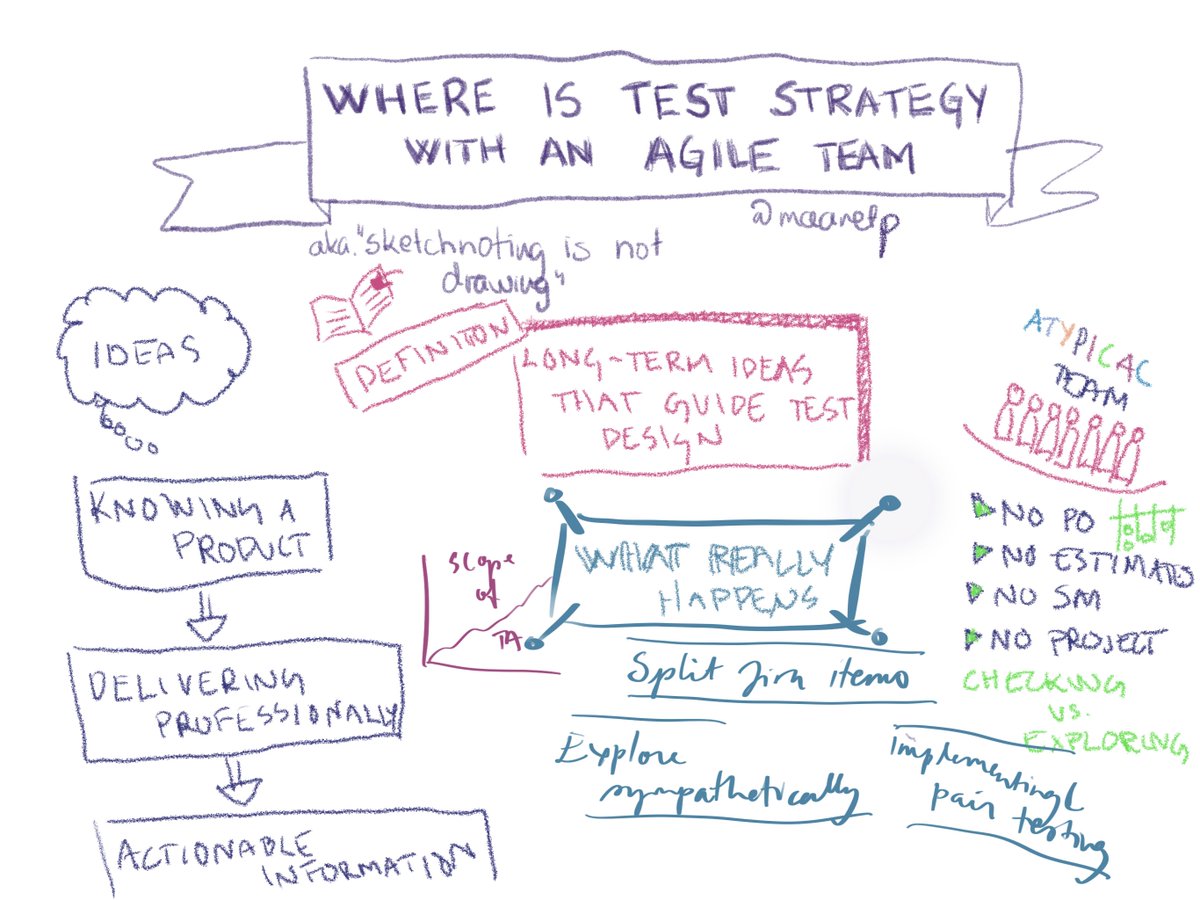 WHERE IS TEST STRATEGY
WITH AN AGILE TEAM
@maaretp
aka. "sketchnoting is not
drawing"
IDEAS
KNOWING A
PRODUCT
DELIVERING
PROFESSIONALLY
ACTIONABLE
INFORMATION
DEFINITION
LONG-TERM IDEAS
THAT GUIDE TEST
DESIGN
Scope
of
TA
WHAT REALLY
HAPPENS
Split Jira items
Explore
sympathetically
implementing &
pair testing
ATYPICAL
TEAM
NO PO
NO ESTIMATES
NO SM
NO PROJECT
CHECKING
VS.
EXPLORING